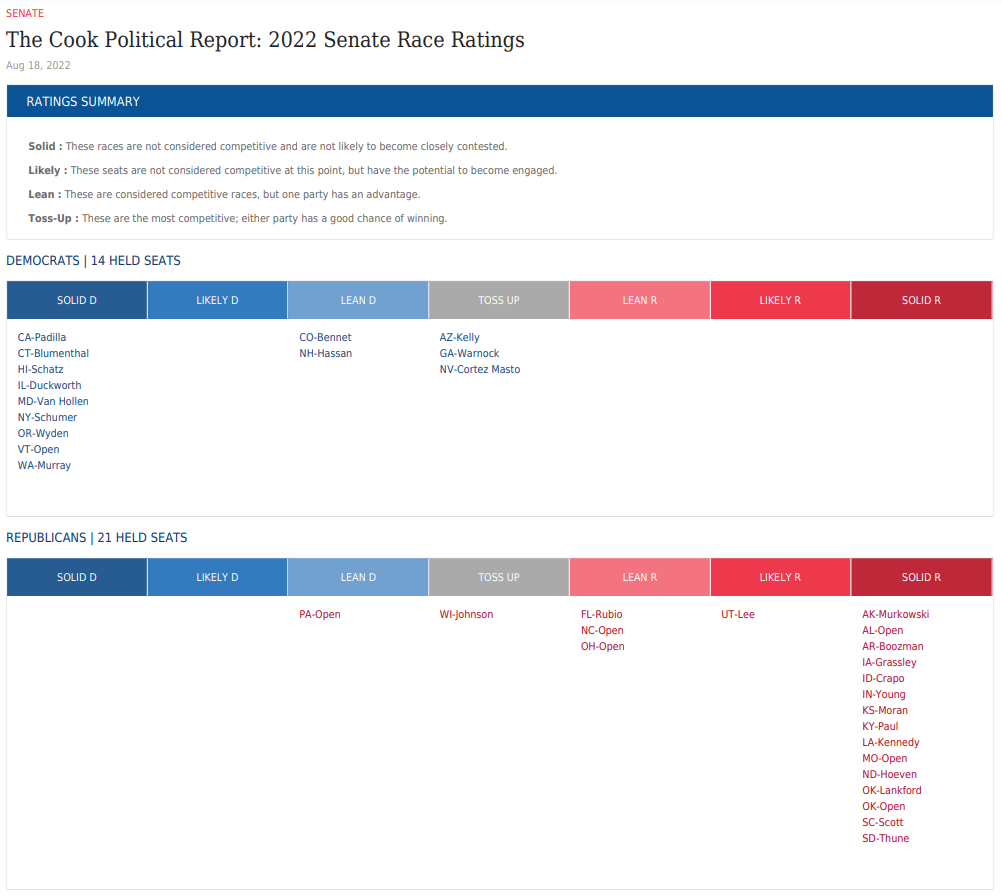 SENATE
The Cook Political Report: 2022 Senate Race Ratings
Aug 18, 2022
RATINGS SUMMARY
Solid : These races are not considered competitive and are not likely to become closely contested.
Likely : These seats are not considered competitive at this point, but have the potential to become engaged.
Lean : These are considered competitive races, but one party has an advantage.
Toss-Up : These are the most competitive; either party has a good chance of winning.
DEMOCRATS | 14 HELD SEATS
SOLID D LIKELY D LEAN D TOSS UP LEAN R LIKELY R SOLID R
CA-Padilla CO-Bennet AZ-Kelly
CT-Blumenthal NH-Hassan GA-Warnock
HI-Schatz NV-Cortez Masto
IL-Duckworth
MD-Van Hollen
NY-Schumer
OR-Wyden
VT-Open
WA-Murray
REPUBLICANS | 21 HELD SEATS
SOLID D LIKELY D LEAN D TOSS UP LEAN R LIKELY R SOLID R
PA-Open WI-Johnson FL-Rubio UT-Lee AK-Murkowski
NC-Open AL-Open
OH-Open AR-Boozman
IA-Grassley
ID-Crapo
IN-Young
KS-Moran
KY-Paul
LA-Kennedy
MO-Open
ND-Hoeven
OK-Lankford
OK-Open
SC-Scott
SD-Thune